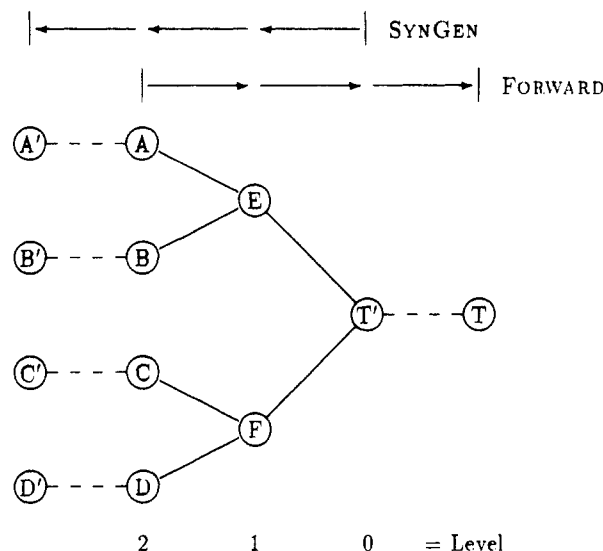 SYNGEN
FORWARD
A′ A
E
B′ B
T′ T
C′ C
F
D′ D
2 1 0 = Level